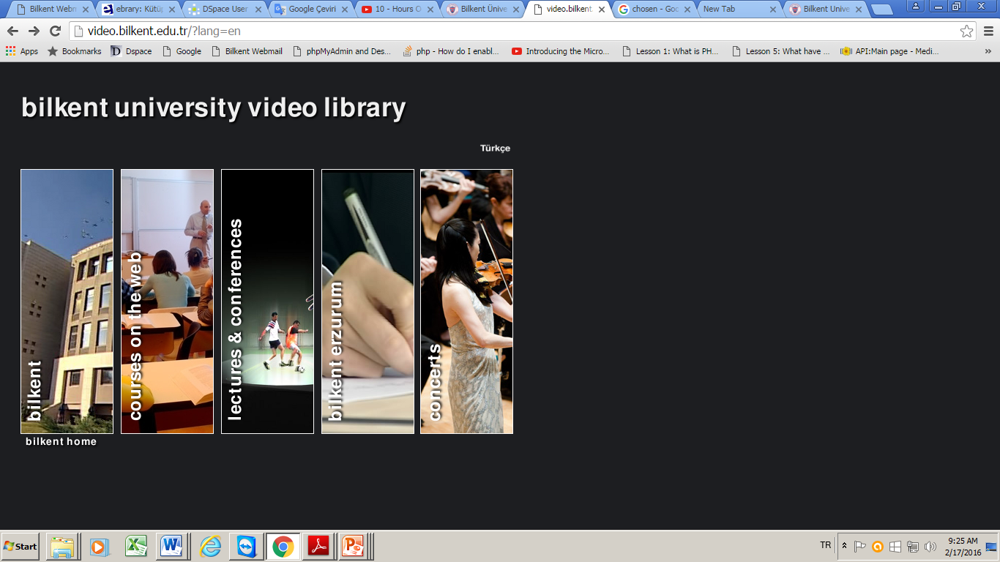 Bilkent Webm
ebrary: Kütü
DSpace User
Google Çeviri
10 - Hours O
Bilkent Ünive
video.bilkent.
chosen - Goo
New Tab
Bilkent Unive
video.bilkent.edu.tr/?lang=en
Apps
Bookmarks
Dspace
Google
Bilkent Webmail
phpMyAdmin and Des...
php - How do I enabl...
Introducing the Micro...
Lesson 1: What is PH...
Lesson 5: What have ...
API:Main page - Medi...
bilkent university video library
Türkçe
bilkent
courses on the web
lectures & conferences
bilkent erzurum
concerts
bilkent home
Start
TR
9:25 AM
2/17/2016